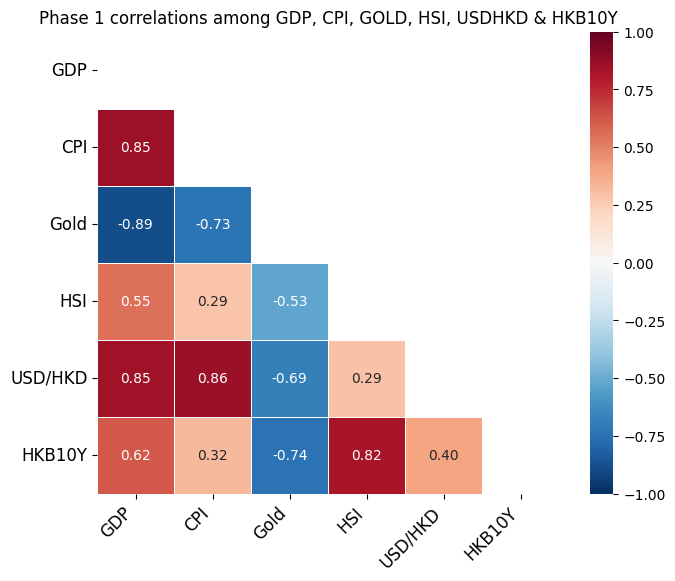 Phase 1 correlations among GDP, CPI, GOLD, HSI, USDHKD & HKB10Y
GDP
CPI
0.85
Gold
-0.89 -0.73
HSI
0.55 0.29 -0.53
USD/HKD
0.85 0.86 -0.69 0.29
HKB10Y
0.62 0.32 -0.74 0.82 0.40
GDP CPI Gold HSI USD/HKD HKB10Y
1.00
0.75
0.50
0.25
0.00
−0.25
−0.50
−0.75
−1.00